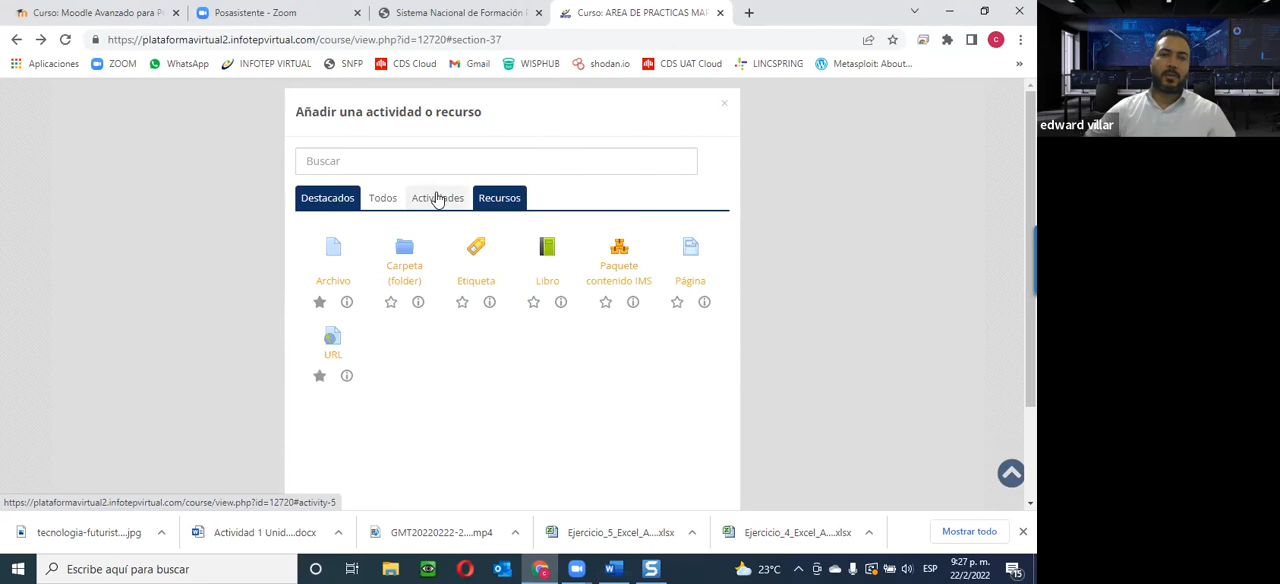 Curso: Moodle Avanzado para P
Posasistente - Zoom
Sistema Nacional de Formación P
Curso: AREA DE PRACTICAS MAR
https://plataformavirtual2.infotepvirtual.com/course/view.php?id=12720#section-37
Aplicaciones
ZOOM
WhatsApp
INFOTEP VIRTUAL
SNFP
CDS Cloud
Email
WISPHUB
shodan.io
CDS UAT Cloud
LINCSPRING
Metasploit: About...
»
edward villar
Añadir una actividad o recurso
Buscar
Destacados
Todos
Actividades
Recursos
Archivo
Carpeta
(folder)
Etiqueta
Libro
Paquete
contenido IMS
Página
URL
https://plataformavirtual2.infotepvirtual.com/course/view.php?id=12720#activity-5
tecnologia-futurist....jpg
Actividad 1 Unid....docx
GMT20220222-2....mp4
Ejercicio_5_Excel_A....xlsx
Ejercicio_4_Excel_A....xlsx
Mostrar todo
Escribe aquí para buscar
23°C
ESP
9:27 p. m.
22/2/2022
15